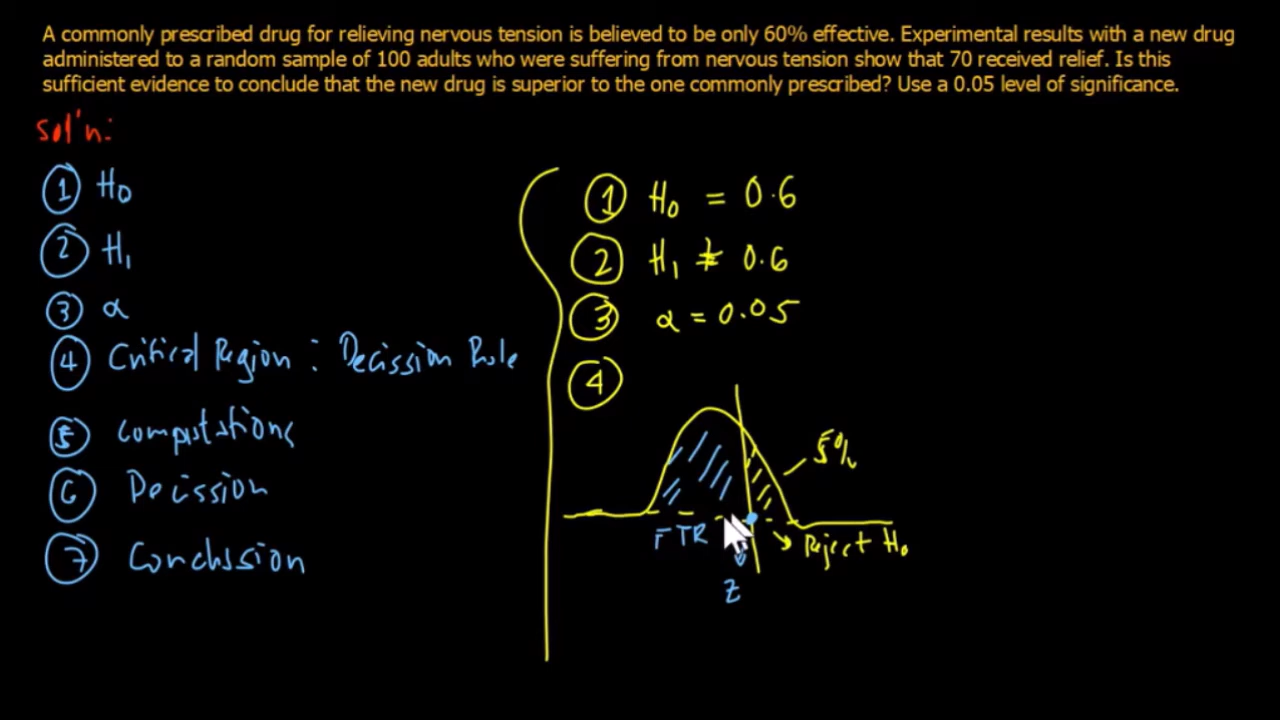 A commonly prescribed drug for relieving nervous tension is believed to be only 60% effective. Experimental results with a new drug
administered to a random sample of 100 adults who were suffering from nervous tension show that 70 received relief. Is this
sufficient evidence to conclude that the new drug is superior to the one commonly prescribed? Use a 0.05 level of significance.
Sol'n:
① H₀
② H₁
③ α
④ Critical Region : Decission Rule
⑤ Computations
⑥ Decission
⑦ Conclusion
① H₀ = 0.6
② H₁ ≠ 0.6
③ α = 0.05
④
5%
FTR
Reject H₀
Z